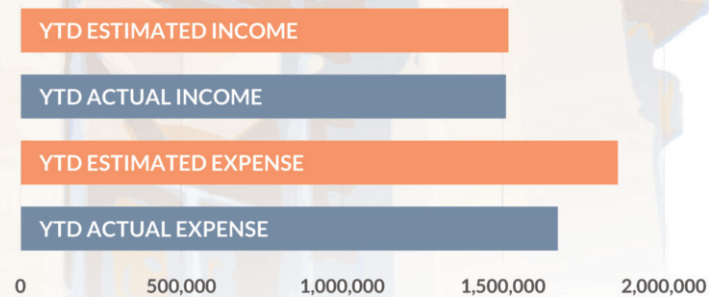 YTD ESTIMATED INCOME
YTD ACTUAL INCOME
YTD ESTIMATED EXPENSE
YTD ACTUAL EXPENSE
0 500,000 1,000,000 1,500,000 2,000,000